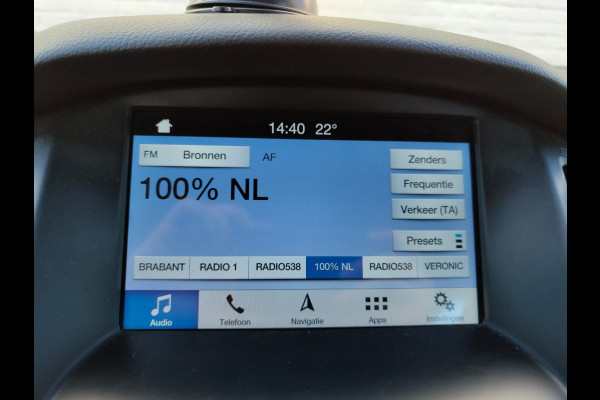 14:40 22°
FM Bronnen AF
Zenders
100% NL
Frequentie
Verkeer (TA)
Presets
BRABANT RADIO 1 RADIO538 100% NL RADIO538 VERONIC
Audio Telefoon Navigatie Apps Instellingen